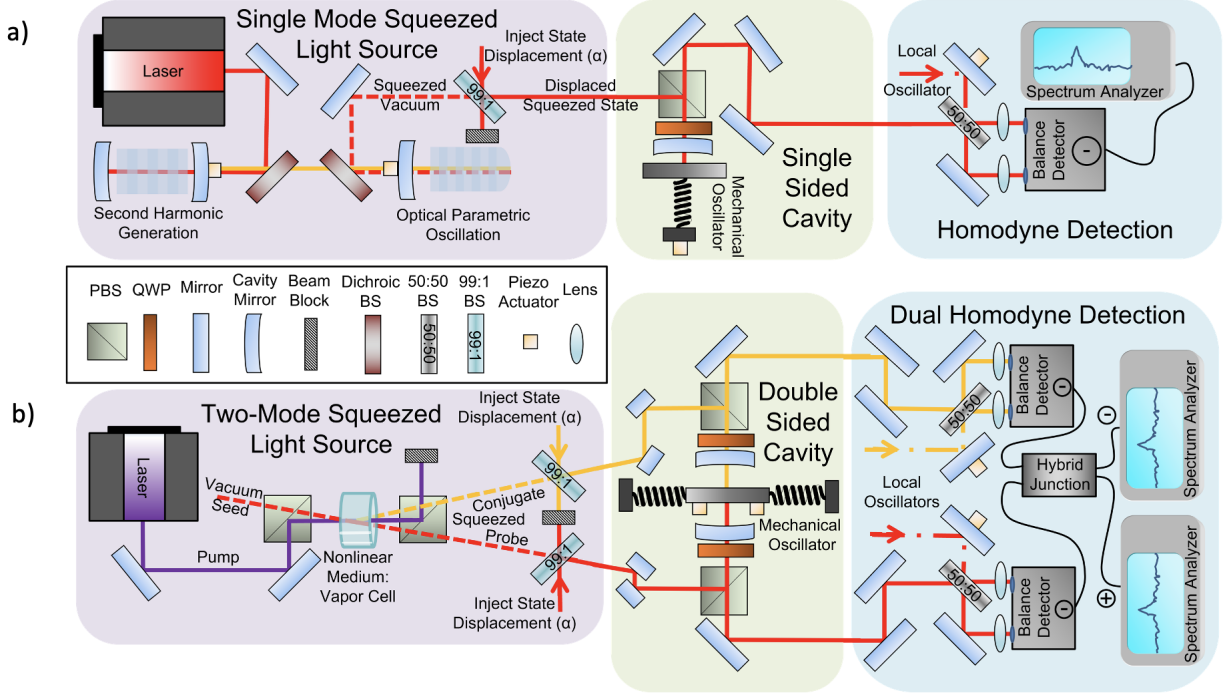 a)
Single Mode Squeezed
Light Source
Laser
Inject State
Displacement (α)
Squeezed
Vacuum
99:1
Displaced
Squeezed State
Second Harmonic
Generation
Optical Parametric
Oscillation
Mechanical
Oscillator
Single
Sided
Cavity
Local
Oscillator
50:50
Spectrum Analyzer
Balance
Detector
-
Homodyne Detection
PBS
QWP
Mirror
Cavity
Mirror
Beam
Block
Dichroic
BS
50:50
BS
99:1
BS
Piezo
Actuator
Lens
50:50
99:1
b)
Two-Mode Squeezed
Light Source
Laser
Inject State
Displacement (α)
Vacuum
Seed
Pump
Nonlinear
Medium:
Vapor Cell
Conjugate
Squeezed
Probe
99:1
99:1
Inject State
Displacement (α)
Double
Sided
Cavity
Mechanical
Oscillator
Dual Homodyne Detection
50:50
Balance
Detector
-
Local
Oscillators
Hybrid
Junction
-
+
Spectrum Analyzer
50:50
Balance
Detector
-
Spectrum Analyzer